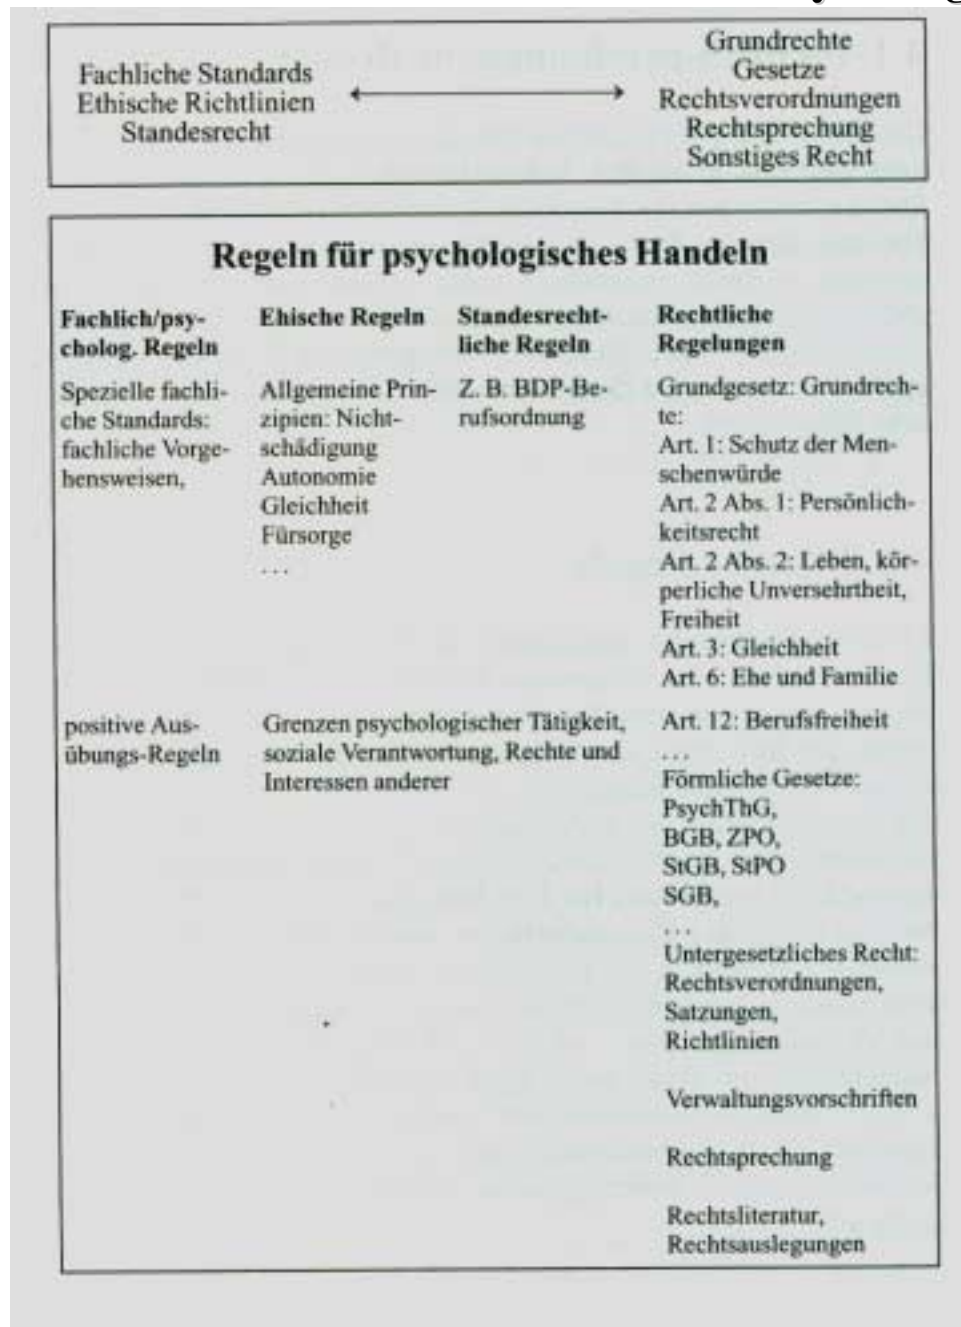 Fachliche Standards
Ethische Richtlinien
Standesrecht
Grundrechte
Gesetze
Rechtsverordnungen
Rechtsprechung
Sonstiges Recht
Regeln für psychologisches Handeln
Fachlich/psy-
cholog. Regeln
Spezielle fachli-
che Standards:
fachliche Vorge-
hensweisen,
positive Aus-
übungs-Regeln
Ehische Regeln
Allgemeine Prin-
zipien: Nicht-
schädigung
Autonomie
Gleichheit
Fürsorge
...
Standesrecht-
liche Regeln
Z. B. BDP-Be-
rufsordnung
Grenzen psychologischer Tätigkeit,
soziale Verantwortung, Rechte und
Interessen anderer
Rechtliche
Regelungen
Grundgesetz: Grundrech-
te:
Art. 1: Schutz der Men-
schenwürde
Art. 2 Abs. 1: Persönlich-
keitsrecht
Art. 2 Abs. 2: Leben, kör-
perliche Unversehrtheit,
Freiheit
Art. 3: Gleichheit
Art. 6: Ehe und Familie
Art. 12: Berufsfreiheit
...
Förmliche Gesetze:
PsychThG,
BGB, ZPO,
StGB, StPO
SGB,
...
Untergesetzliches Recht:
Rechtsverordnungen,
Satzungen,
Richtlinien
Verwaltungsvorschriften
Rechtsprechung
Rechtsliteratur,
Rechtsauslegungen